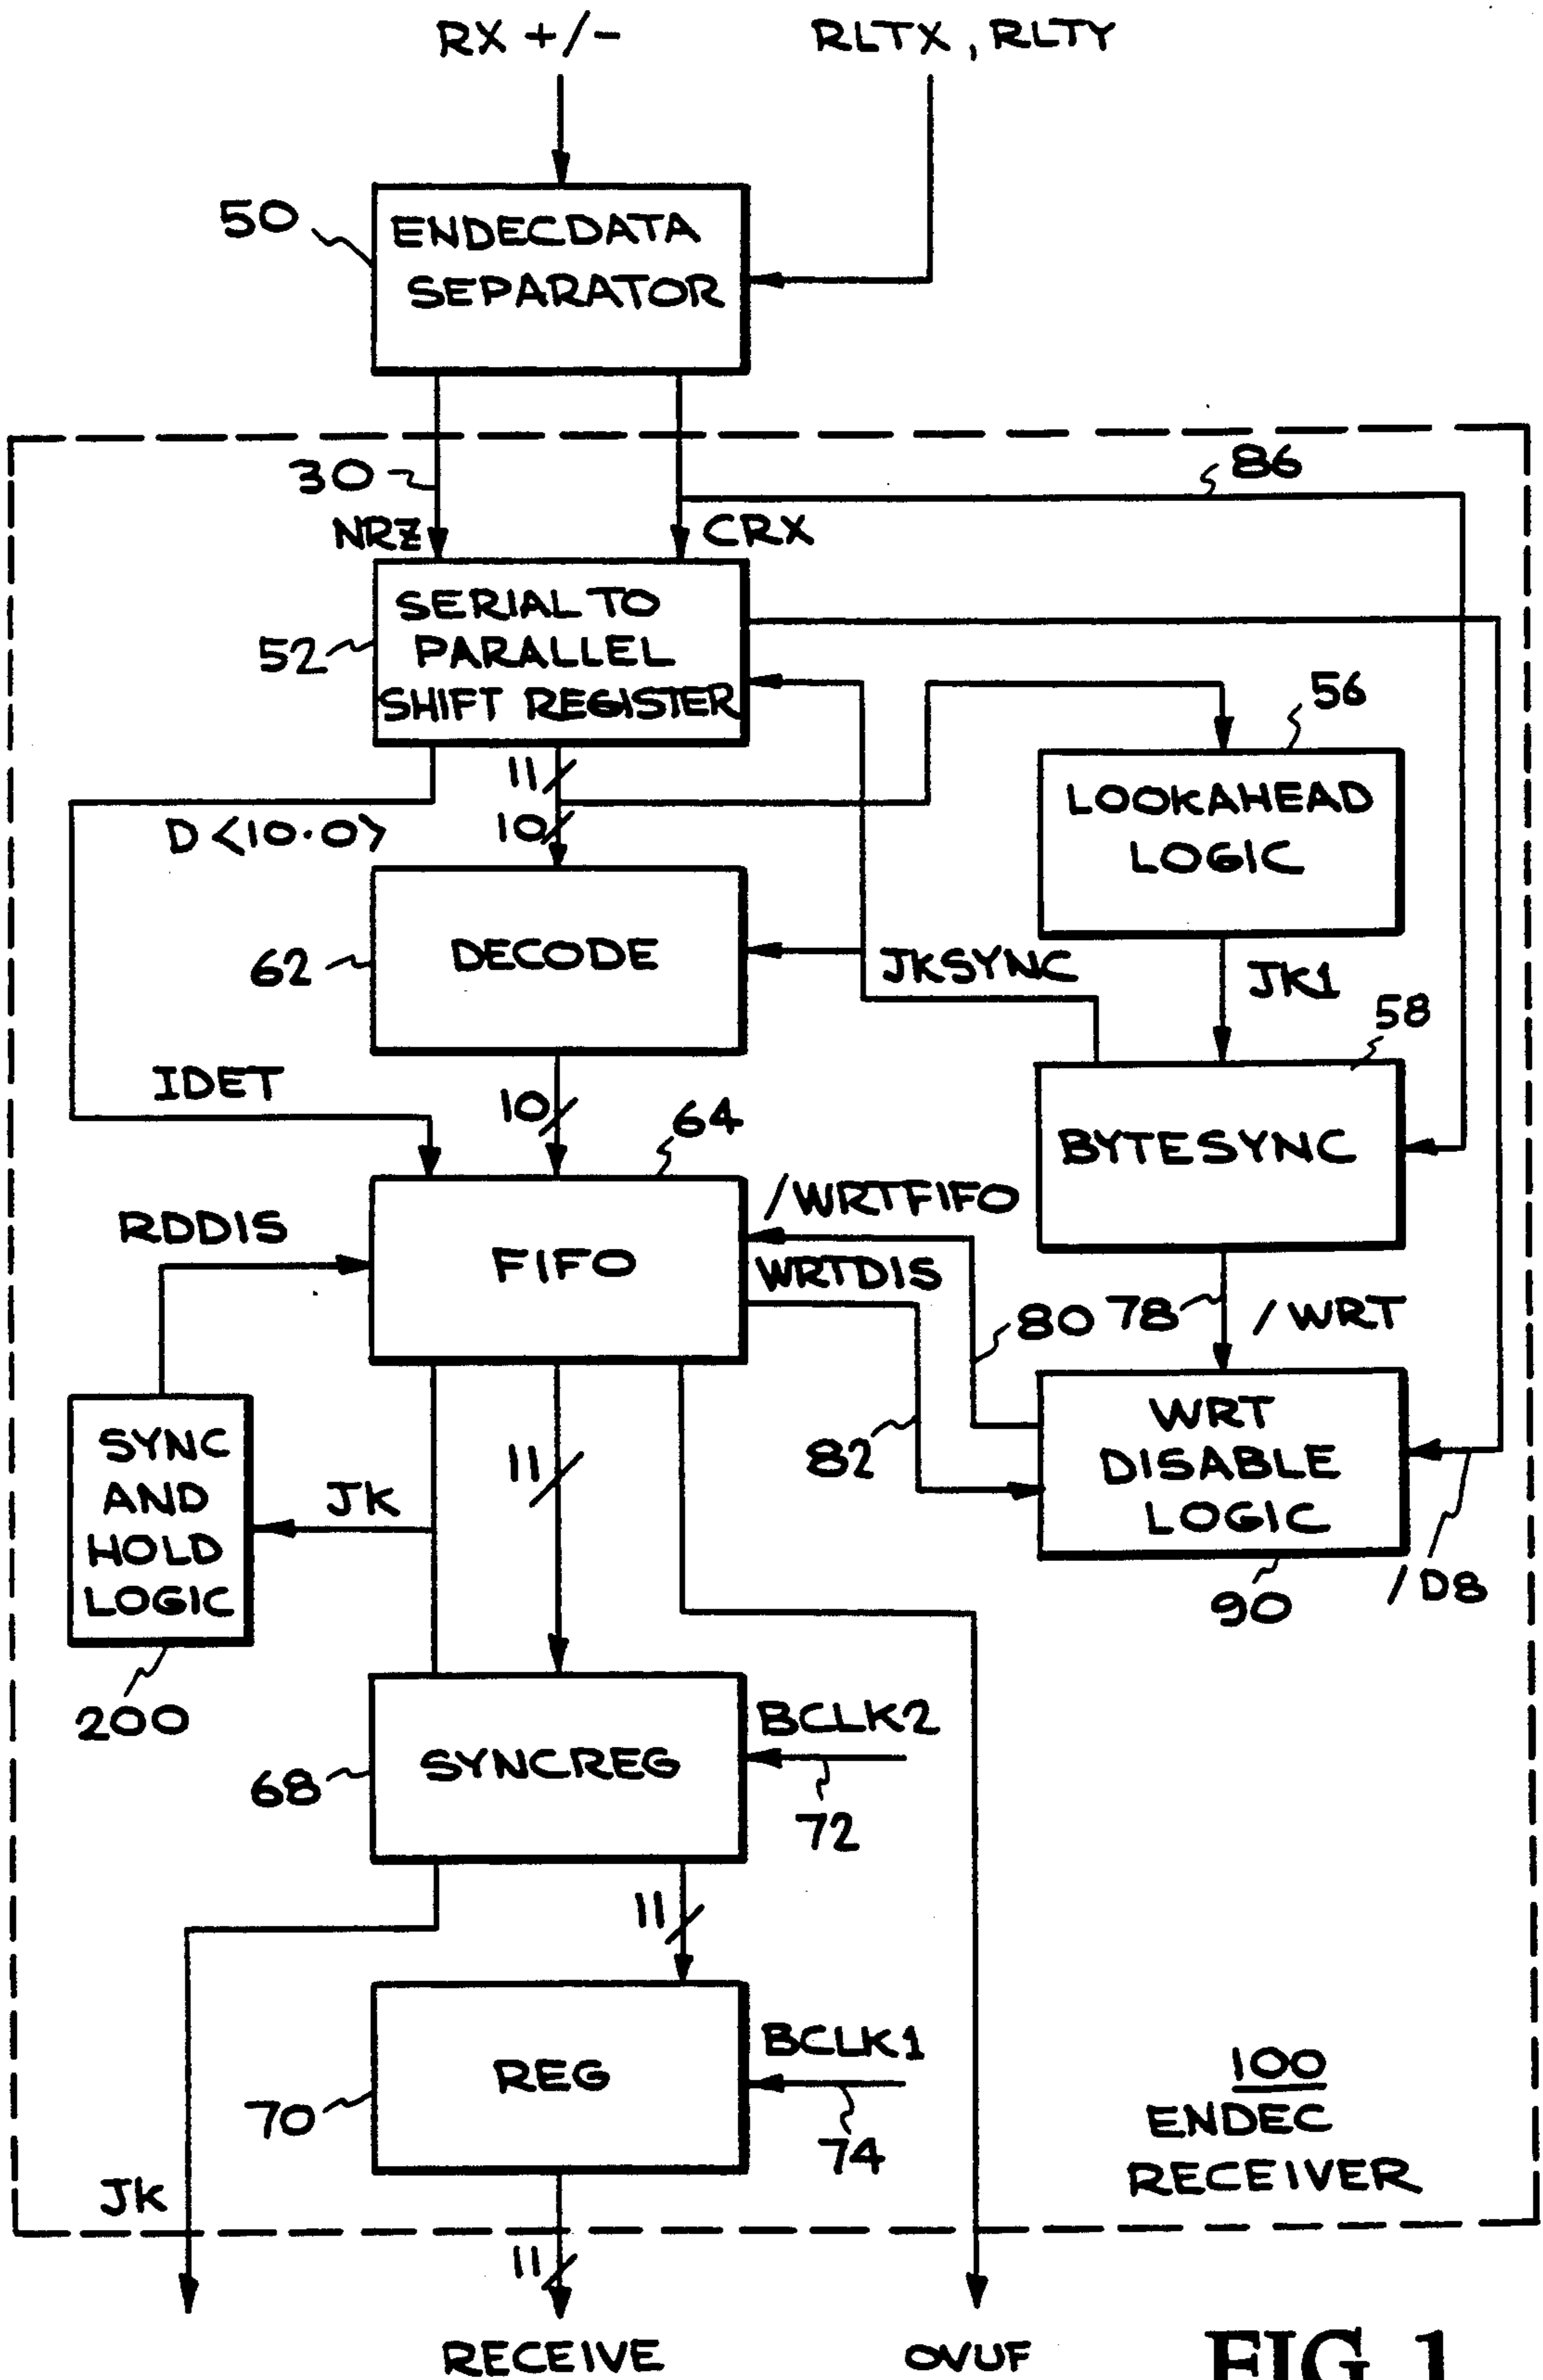 RX +/-
RLTX, RLTY
50
ENDECDATA
SEPARATOR
30
86
NRZ
CRX
SERIAL TO
PARALLEL
SHIFT REGISTER
52
56
11
D<10.0>
10
LOOKAHEAD
LOGIC
DECODE
62
JKSYNC
JK1
58
IDET
10
64
BYTESYNC
/WRTFIFO
RDDIS
FIFO
WRTDIS
80
78
/WRT
SYNC
AND
HOLD
LOGIC
JK
11
82
WRT
DISABLE
LOGIC
/D8
90
200
BCLK2
SYNCREG
68
72
11
BCLK1
REG
70
74
100
ENDEC
RECEIVER
JK
11
RECEIVE
OVUF
FIG. 1